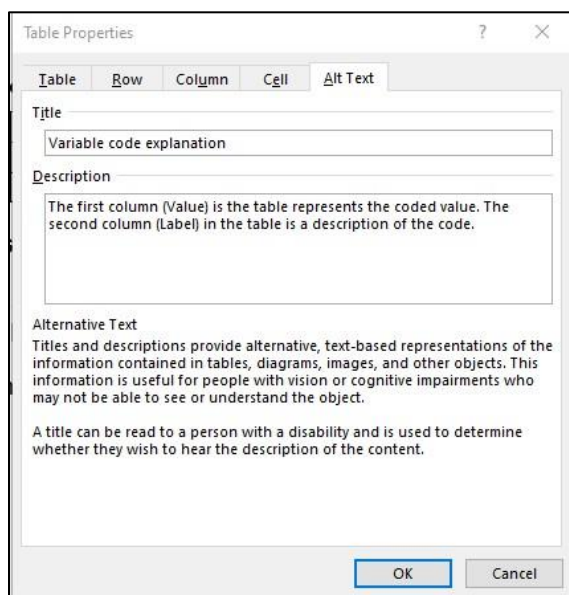 Table Properties ?
Table Row Column Cell Alt Text
Title
Variable code explanation
Description
The first column (Value) is the table represents the coded value. The
second column (Label) in the table is a description of the code.
Alternative Text
Titles and descriptions provide alternative, text-based representations of the
information contained in tables, diagrams, images, and other objects. This
information is useful for people with vision or cognitive impairments who
may not be able to see or understand the object.
A title can be read to a person with a disability and is used to determine
whether they wish to hear the description of the content.
OK Cancel